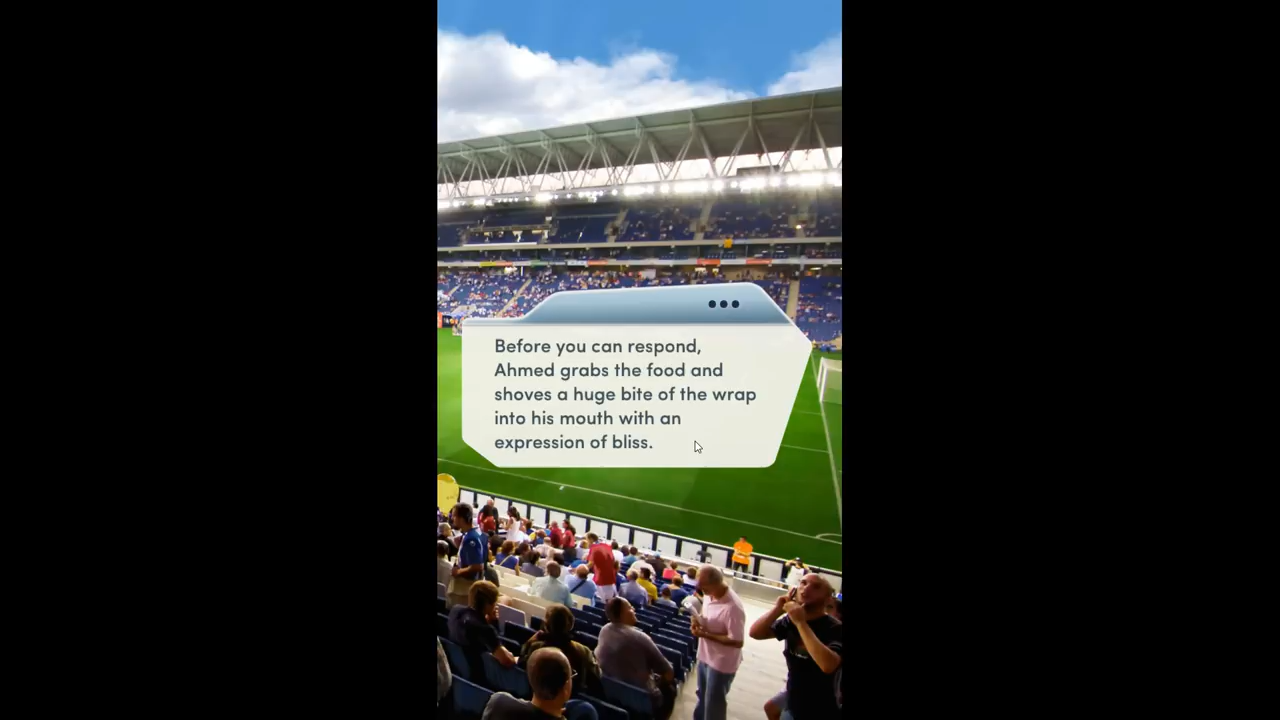 Before you can respond,
Ahmed grabs the food and
shoves a huge bite of the wrap
into his mouth with an
expression of bliss.